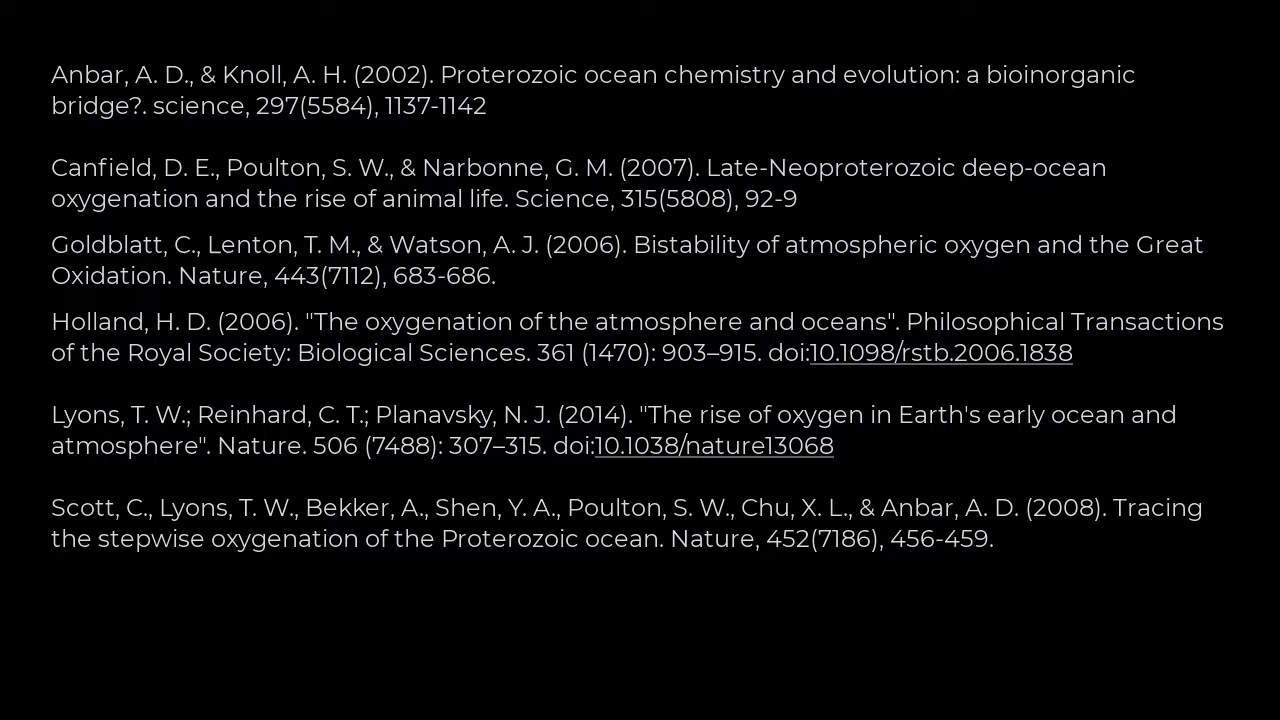 Anbar, A. D., & Knoll, A. H. (2002). Proterozoic ocean chemistry and evolution: a bioinorganic
bridge?. science, 297(5584), 1137-1142
Canfield, D. E., Poulton, S. W., & Narbonne, G. M. (2007). Late-Neoproterozoic deep-ocean
oxygenation and the rise of animal life. Science, 315(5808), 92-9
Goldblatt, C., Lenton, T. M., & Watson, A. J. (2006). Bistability of atmospheric oxygen and the Great
Oxidation. Nature, 443(7112), 683-686.
Holland, H. D. (2006). "The oxygenation of the atmosphere and oceans". Philosophical Transactions
of the Royal Society: Biological Sciences. 361 (1470): 903–915. doi:10.1098/rstb.2006.1838
Lyons, T. W.; Reinhard, C. T.; Planavsky, N. J. (2014). "The rise of oxygen in Earth's early ocean and
atmosphere". Nature. 506 (7488): 307–315. doi:10.1038/nature13068
Scott, C., Lyons, T. W., Bekker, A., Shen, Y. A., Poulton, S. W., Chu, X. L., & Anbar, A. D. (2008). Tracing
the stepwise oxygenation of the Proterozoic ocean. Nature, 452(7186), 456-459.